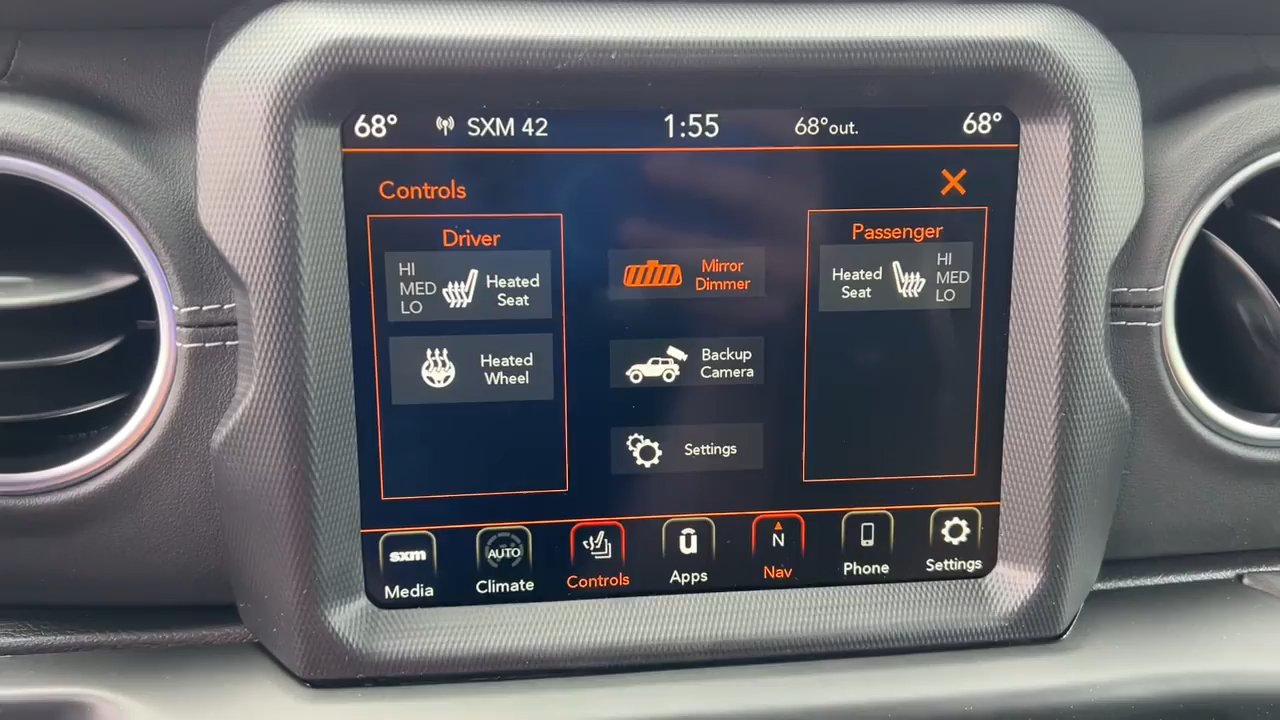 68° SXM 42 1:55 68°out. 68°
Controls
Driver
HI
MED
LO
Heated
Seat
Heated
Wheel
Mirror
Dimmer
Backup
Camera
Settings
Passenger
Heated
Seat
HI
MED
LO
sxm
Media
AUTO
Climate
Controls
ū
Apps
N
Nav
Phone
Settings